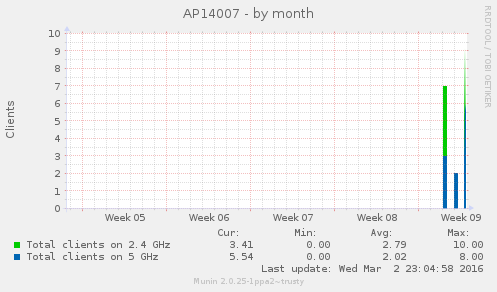 AP14007 - by month
RRDTOOL / TOBI OETIKER
Clients
10
9
8
7
6
5
4
3
2
1
0
Week 05 Week 06 Week 07 Week 08 Week 09
Cur: Min: Avg: Max:
Total clients on 2.4 GHz 3.41 0.00 2.79 10.00
Total clients on 5 GHz 5.54 0.00 2.02 8.00
Last update: Wed Mar 2 23:04:58 2016
Munin 2.0.25-1ppa2~trusty